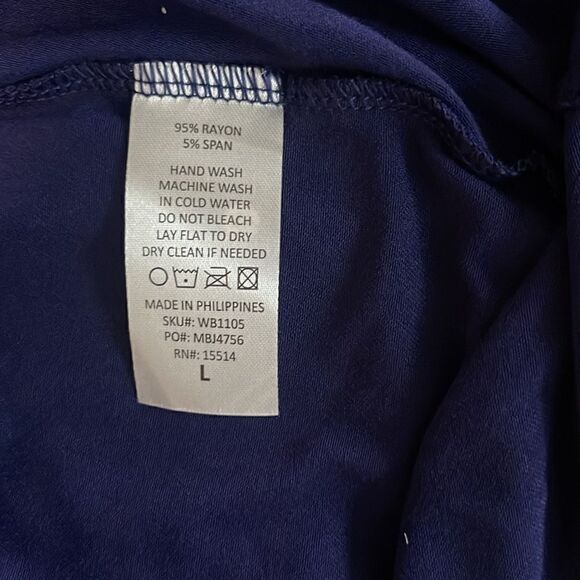 95% RAYON
5% SPAN
HAND WASH
MACHINE WASH
IN COLD WATER
DO NOT BLEACH
LAY FLAT TO DRY
DRY CLEAN IF NEEDED
MADE IN PHILIPPINES
SKU#: WB1105
PO#: MBJ4756
RN#: 15514
L